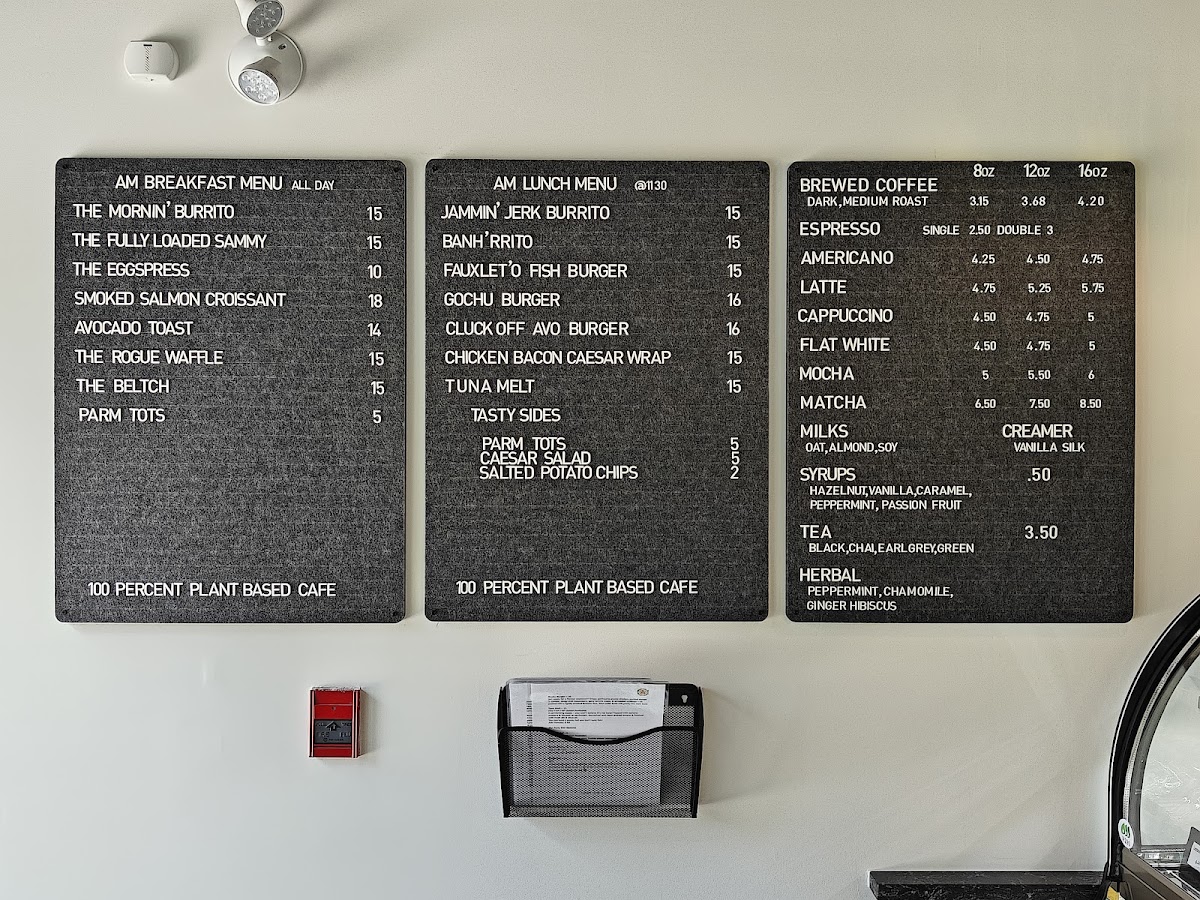 AM BREAKFAST MENU ALL DAY
THE MORNIN' BURRITO 15
THE FULLY LOADED SAMMY 15
THE EGGSPRESS 10
SMOKED SALMON CROISSANT 18
AVOCADO TOAST 14
THE ROGUE WAFFLE 15
THE BELTCH 15
PARM TOTS 5
100 PERCENT PLANT BASED CAFE
AM LUNCH MENU @1130
JAMMIN' JERK BURRITO 15
BANH'RRITO 15
FAUXLET'O FISH BURGER 15
GOCHU BURGER 16
CLUCK OFF AVO BURGER 16
CHICKEN BACON CAESAR WRAP 15
TUNA MELT 15
TASTY SIDES
PARM TOTS 5
CAESAR SALAD 5
SALTED POTATO CHIPS 2
100 PERCENT PLANT BASED CAFE
8oz 12oz 16oz
BREWED COFFEE
DARK,MEDIUM ROAST 3.15 3.68 4.20
ESPRESSO SINGLE 2.50 DOUBLE 3
AMERICANO 4.25 4.50 4.75
LATTE 4.75 5.25 5.75
CAPPUCCINO 4.50 4.75 5
FLAT WHITE 4.50 4.75 5
MOCHA 5 5.50 6
MATCHA 6.50 7.50 8.50
MILKS CREAMER
OAT,ALMOND,SOY VANILLA SILK
SYRUPS .50
HAZELNUT,VANILLA,CARAMEL,
PEPPERMINT, PASSION FRUIT
TEA 3.50
BLACK,CHAI,EARLGREY,GREEN
HERBAL
PEPPERMINT, CHAMOMILE,
GINGER HIBISCUS